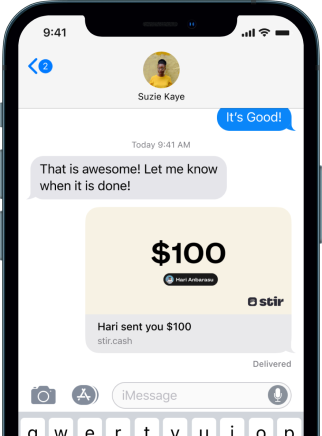 9:41
2
Suzie Kaye
It's Good!
Today 9:41 AM
That is awesome! Let me know
when it is done!
$100
Hari Anbarasu
stir
Hari sent you $100
stir.cash
Delivered
iMessage
q w e r t y u i o p